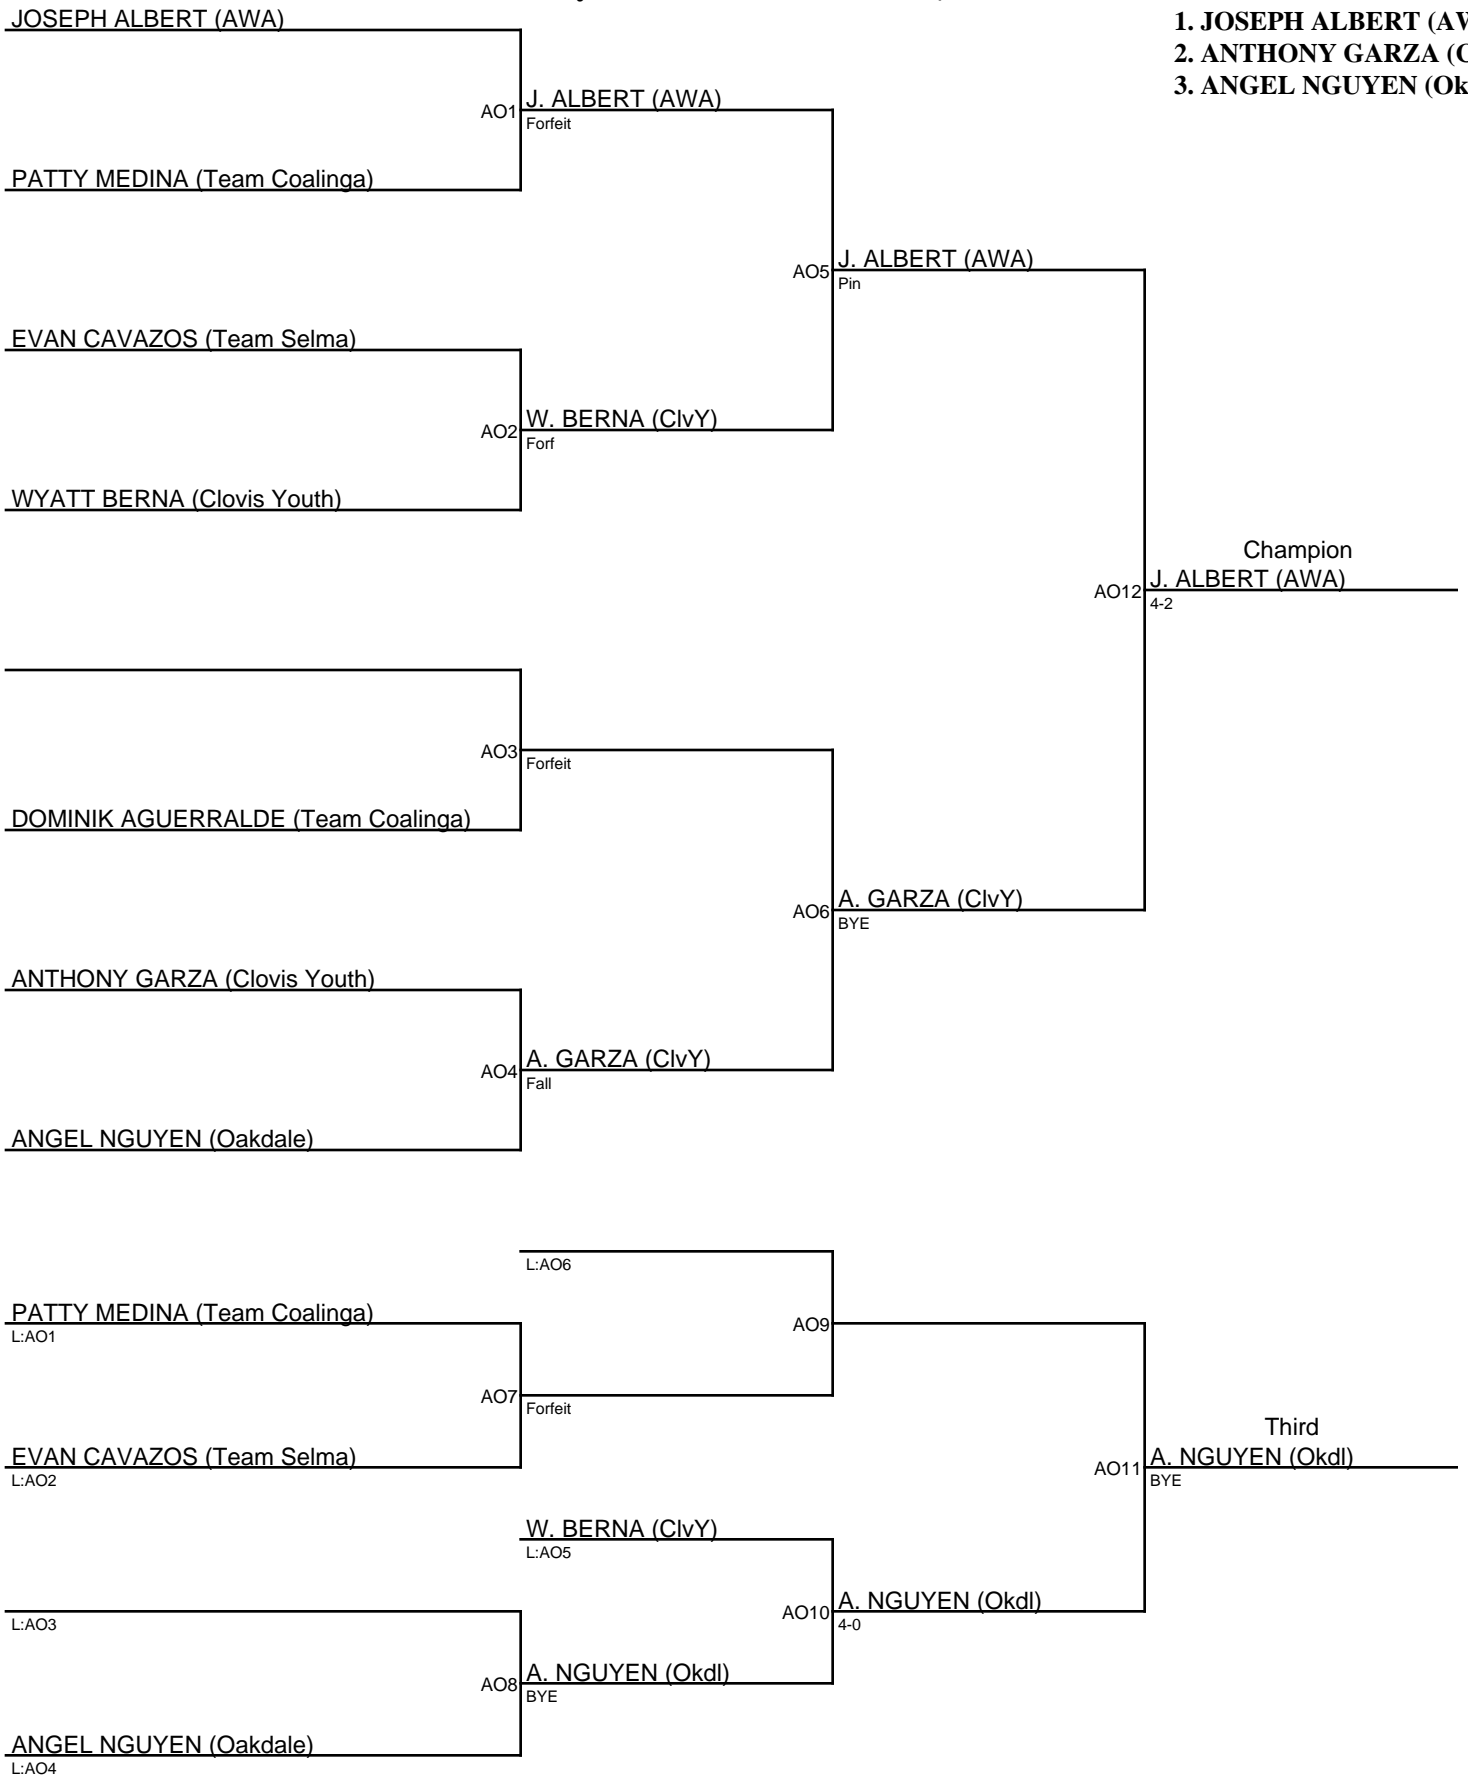 JOSEPH ALBERT (AWA)
1. JOSEPH ALBERT
2. ANTHONY GARZA
3. ANGEL NGUYEN
AO1
J. ALBERT (AWA)
Forfeit
PATTY MEDINA (Team Coalinga)
AO5
J. ALBERT (AWA)
Pin
EVAN CAVAZOS (Team Selma)
AO2
W. BERNA (ClvY)
Forf
WYATT BERNA (Clovis Youth)
Champion
AO12
J. ALBERT (AWA)
4-2
AO3
Forfeit
DOMINIK AGUERRALDE (Team Coalinga)
AO6
A. GARZA (ClvY)
BYE
ANTHONY GARZA (Clovis Youth)
AO4
A. GARZA (ClvY)
Fall
ANGEL NGUYEN (Oakdale)
L:AO6
PATTY MEDINA (Team Coalinga)
L:AO1
AO9
AO7
Forfeit
Third
EVAN CAVAZOS (Team Selma)
L:AO2
AO11
A. NGUYEN (Okdl)
BYE
W. BERNA (ClvY)
L:AO5
L:AO3
AO10
A. NGUYEN (Okdl)
4-0
AO8
A. NGUYEN (Okdl)
BYE
ANGEL NGUYEN (Oakdale)
L:AO4